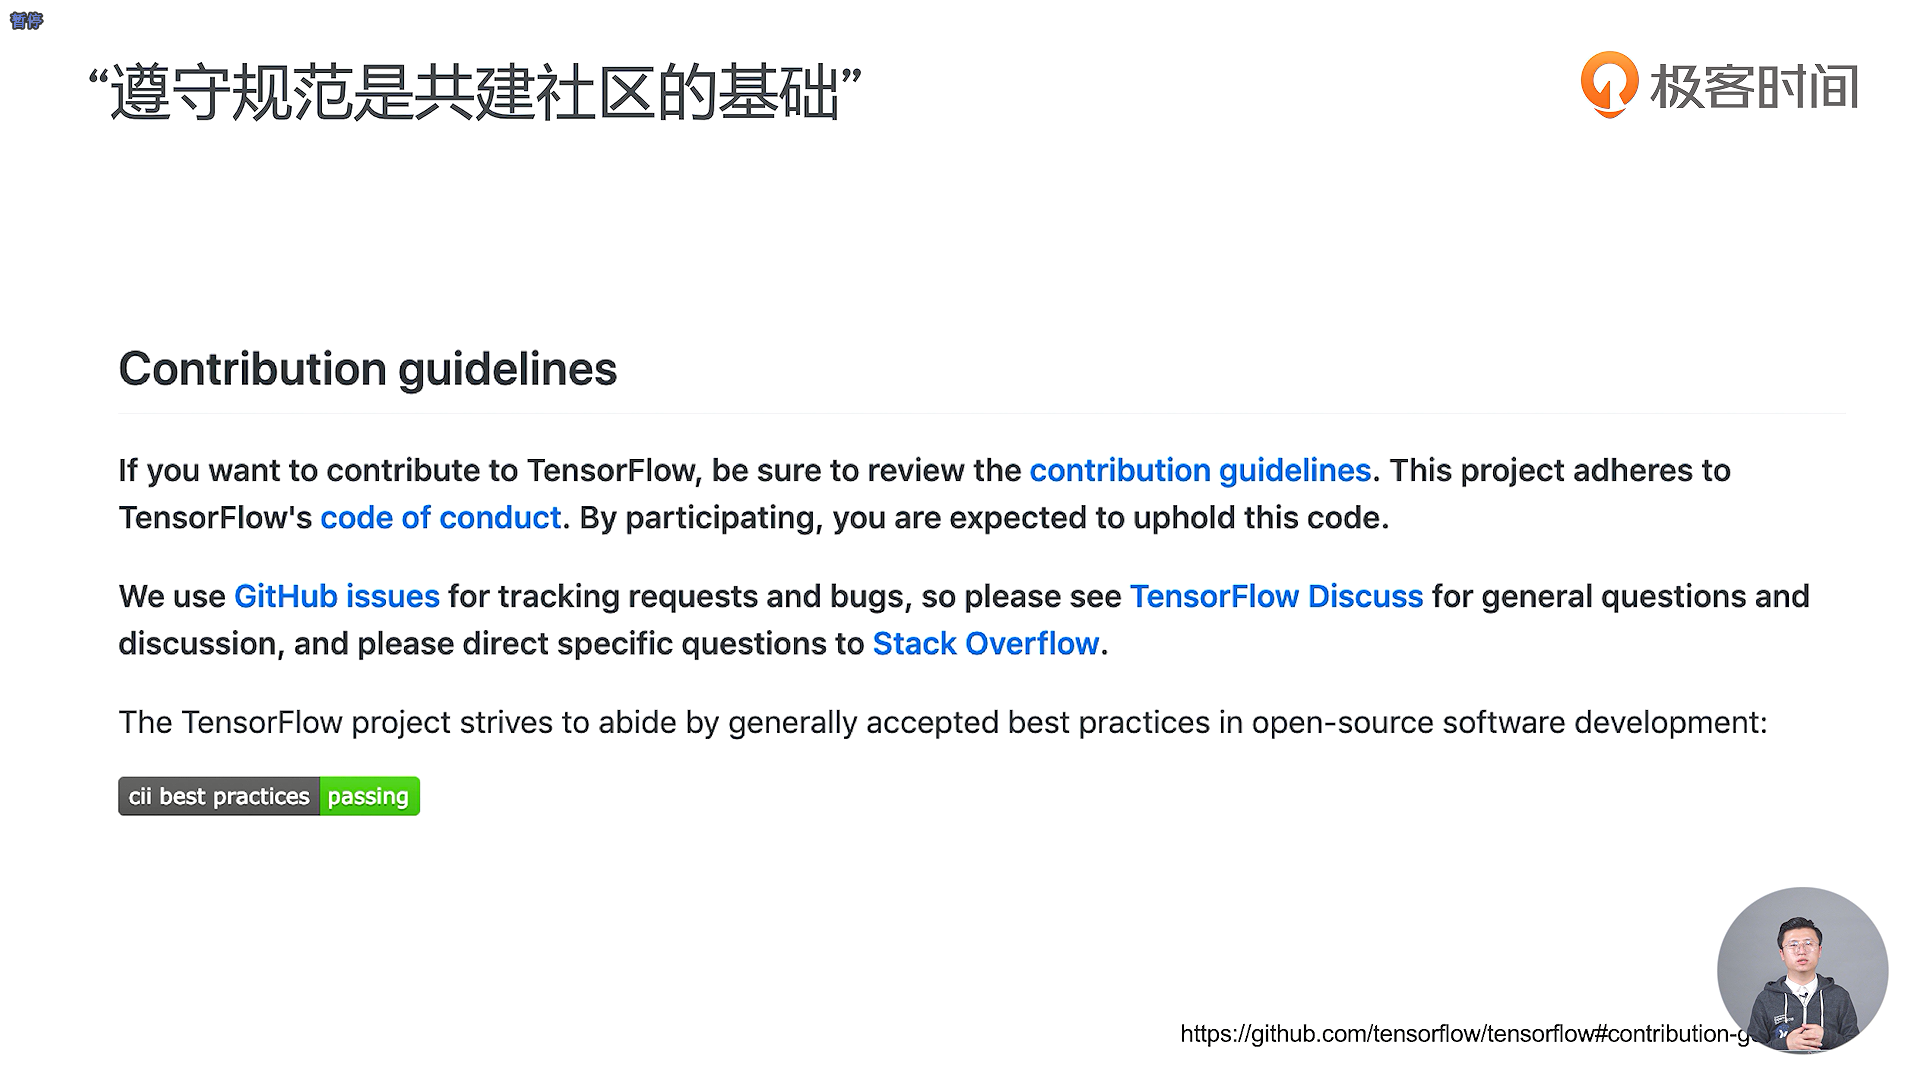 暂停
“遵守规范是共建社区的基础”
极客时间
Contribution guidelines
If you want to contribute to TensorFlow, be sure to review the contribution guidelines. This project adheres to
TensorFlow's code of conduct. By participating, you are expected to uphold this code.
We use GitHub issues for tracking requests and bugs, so please see TensorFlow Discuss for general questions and
discussion, and please direct specific questions to Stack Overflow.
The TensorFlow project strives to abide by generally accepted best practices in open-source software development:
cii best practices passing
https://github.com/tensorflow/tensorflow#contribution-g